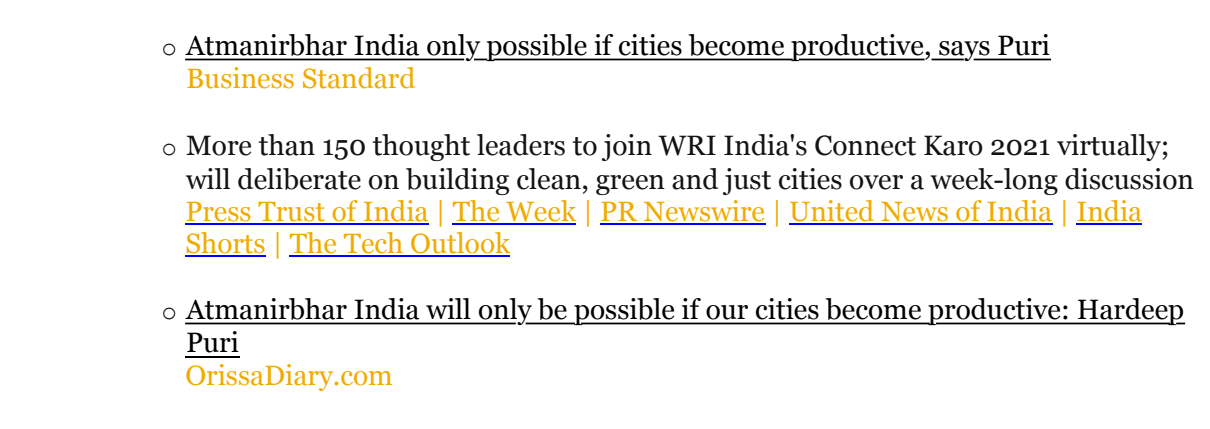 ○ Atmanirbhar India only possible if cities become productive, says Puri
Business Standard
○ More than 150 thought leaders to join WRI India's Connect Karo 2021 virtually;
will deliberate on building clean, green and just cities over a week-long discussion
Press Trust of India | The Week | PR Newswire | United News of India | India
Shorts | The Tech Outlook
○ Atmanirbhar India will only be possible if our cities become productive: Hardeep
Puri
OrissaDiary.com